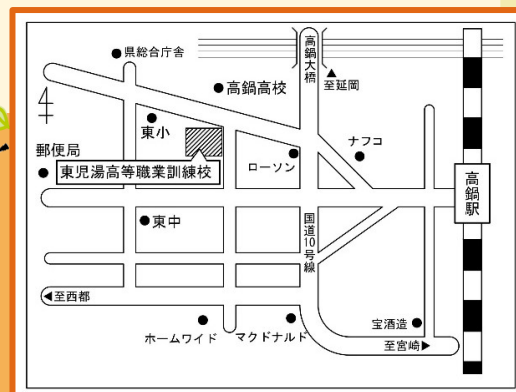 県総合庁舎
高鍋大橋
至延岡
高鍋高校
東小
ナフコ
郵便局
ローソン
東児湯高等職業訓練校
高鍋駅
東中
国道10号線
至西都
宝酒造
ホームワイド
マクドナルド
至宮崎